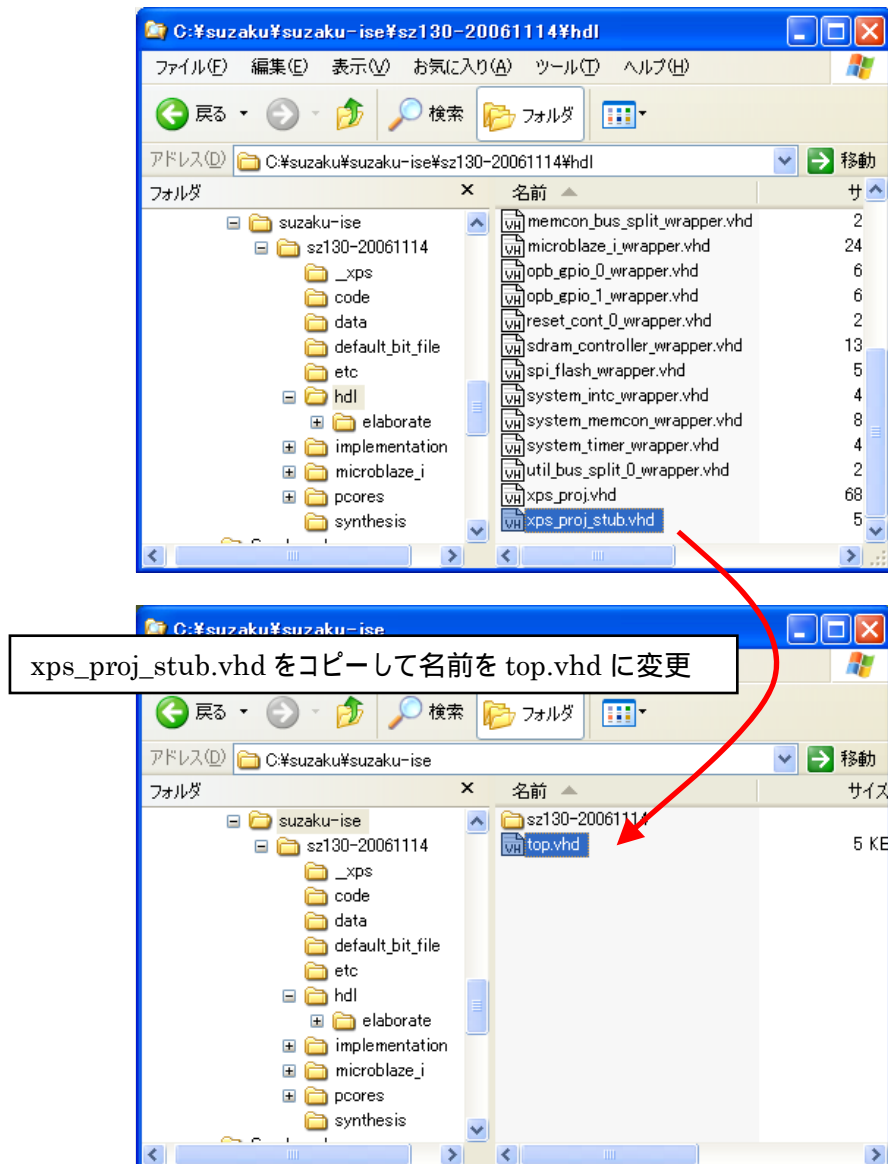 C:¥suzaku¥suzaku-ise¥sz130-20061114¥hdl
ファイル(F) 編集(E) 表示(V) お気に入り(A) ツール(T) ヘルプ(H)
戻る 検索 フォルダ
アドレス(D) C:¥suzaku¥suzaku-ise¥sz130-20061114¥hdl 移動
フォルダ × 名前 サ
suzaku-ise
sz130-20061114
_xps
code
data
default_bit_file
etc
hdl
elaborate
implementation
microblaze_i
pcores
synthesis
memcon_bus_split_wrapper.vhd 2
microblaze_i_wrapper.vhd 24
opb_gpio_0_wrapper.vhd 6
opb_gpio_1_wrapper.vhd 6
reset_cont_0_wrapper.vhd 2
sdram_controller_wrapper.vhd 13
spi_flash_wrapper.vhd 5
system_intc_wrapper.vhd 4
system_memcon_wrapper.vhd 8
system_timer_wrapper.vhd 4
util_bus_split_0_wrapper.vhd 2
xps_proj.vhd 68
xps_proj_stub.vhd 5
C:¥suzaku¥suzaku-ise
xps_proj_stub.vhd をコピーして名前を top.vhd に変更
戻る 検索 フォルダ
アドレス(D) C:¥suzaku¥suzaku-ise 移動
フォルダ × 名前 サイズ
suzaku-ise
sz130-20061114
_xps
code
data
default_bit_file
etc
hdl
elaborate
implementation
microblaze_i
pcores
synthesis
sz130-20061114
top.vhd 5 KB